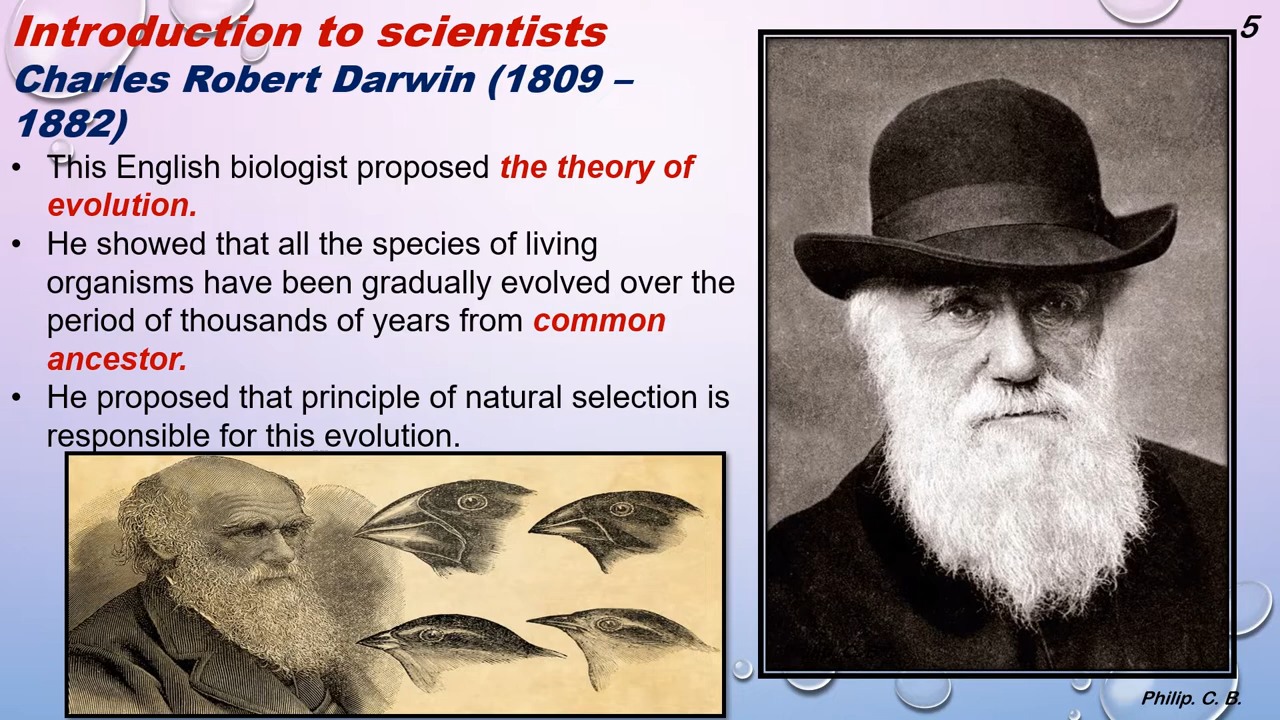 Introduction to scientists
5
Charles Robert Darwin (1809 –
1882)
• This English biologist proposed the theory of
evolution.
• He showed that all the species of living
organisms have been gradually evolved over the
period of thousands of years from common
ancestor.
• He proposed that principle of natural selection is
responsible for this evolution.
Philip. C. B.